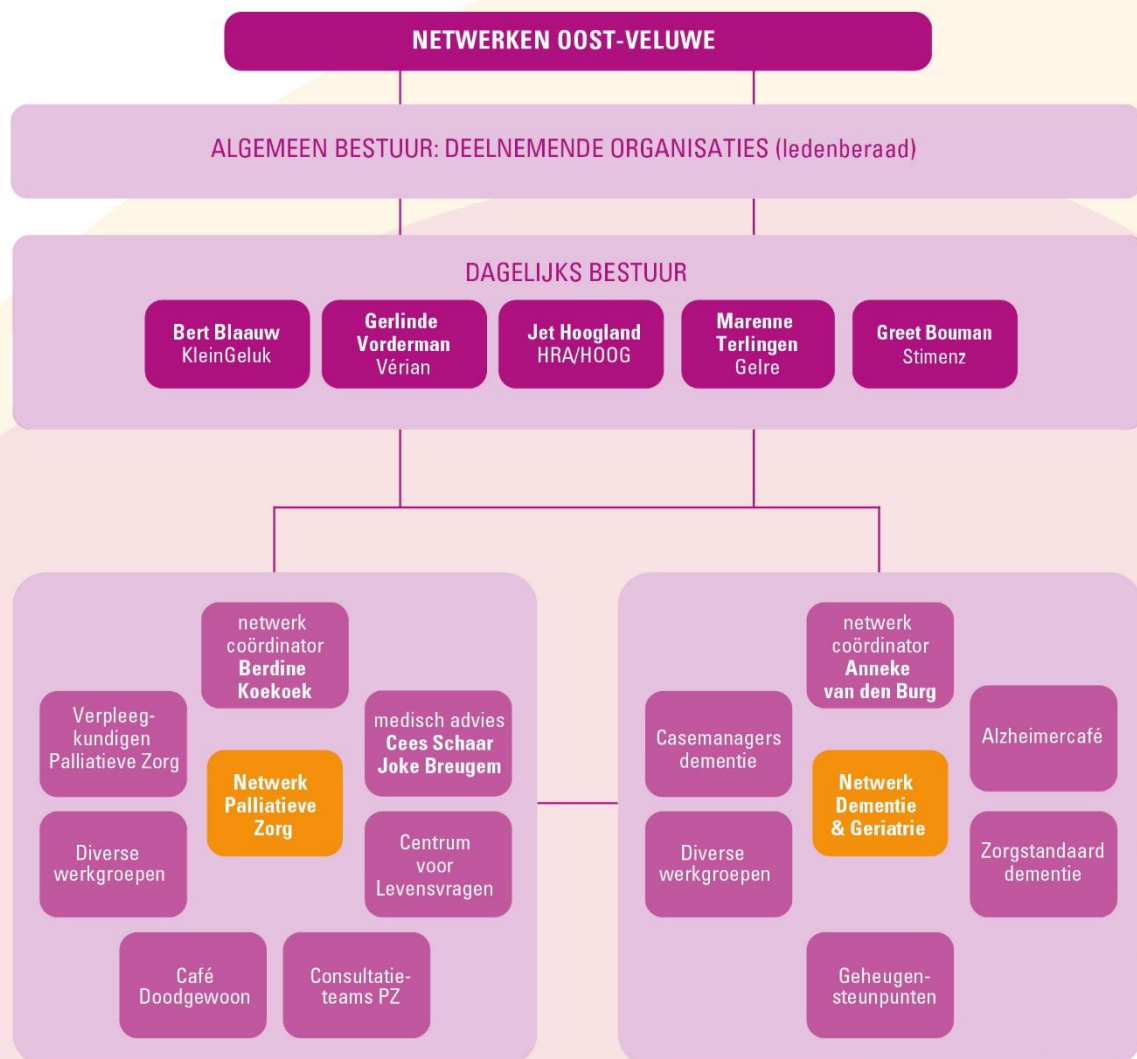 NETWERKEN OOST-VELUWE
ALGEMEEN BESTUUR: DEELNEMENDE ORGANISATIES (ledenberaad)
DAGELIJKS BESTUUR
Bert Blaauw
KleinGeluk
Gerlinde
Vorderman
Vérian
Jet Hoogland
HRA/HOOG
Marenne
Terlingen
Gelre
Greet Bouman
Stimenz
netwerk
coördinator
Berdine
Koekoek
Verpleeg-
kundigen
Palliatieve Zorg
medisch advies
Cees Schaar
Joke Breugem
Netwerk
Palliatieve
Zorg
Diverse
werkgroepen
Centrum
voor
Levensvragen
Café
Doodgewoon
Consultatie-
teams PZ
netwerk
coördinator
Anneke
van den Burg
Casemanagers
dementie
Alzheimercafé
Netwerk
Dementie
& Geriatrie
Diverse
werkgroepen
Zorgstandaard
dementie
Geheugen-
steunpunten